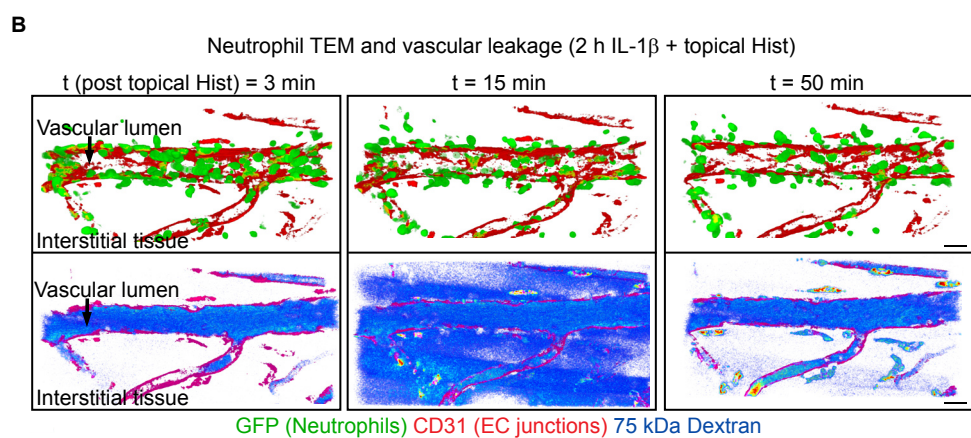 B
Neutrophil TEM and vascular leakage (2 h IL-1β + topical Hist)
t (post topical Hist) = 3 min
t = 15 min
t = 50 min
Vascular lumen
Interstitial tissue
Vascular lumen
Interstitial tissue
GFP (Neutrophils) CD31 (EC junctions) 75 kDa Dextran